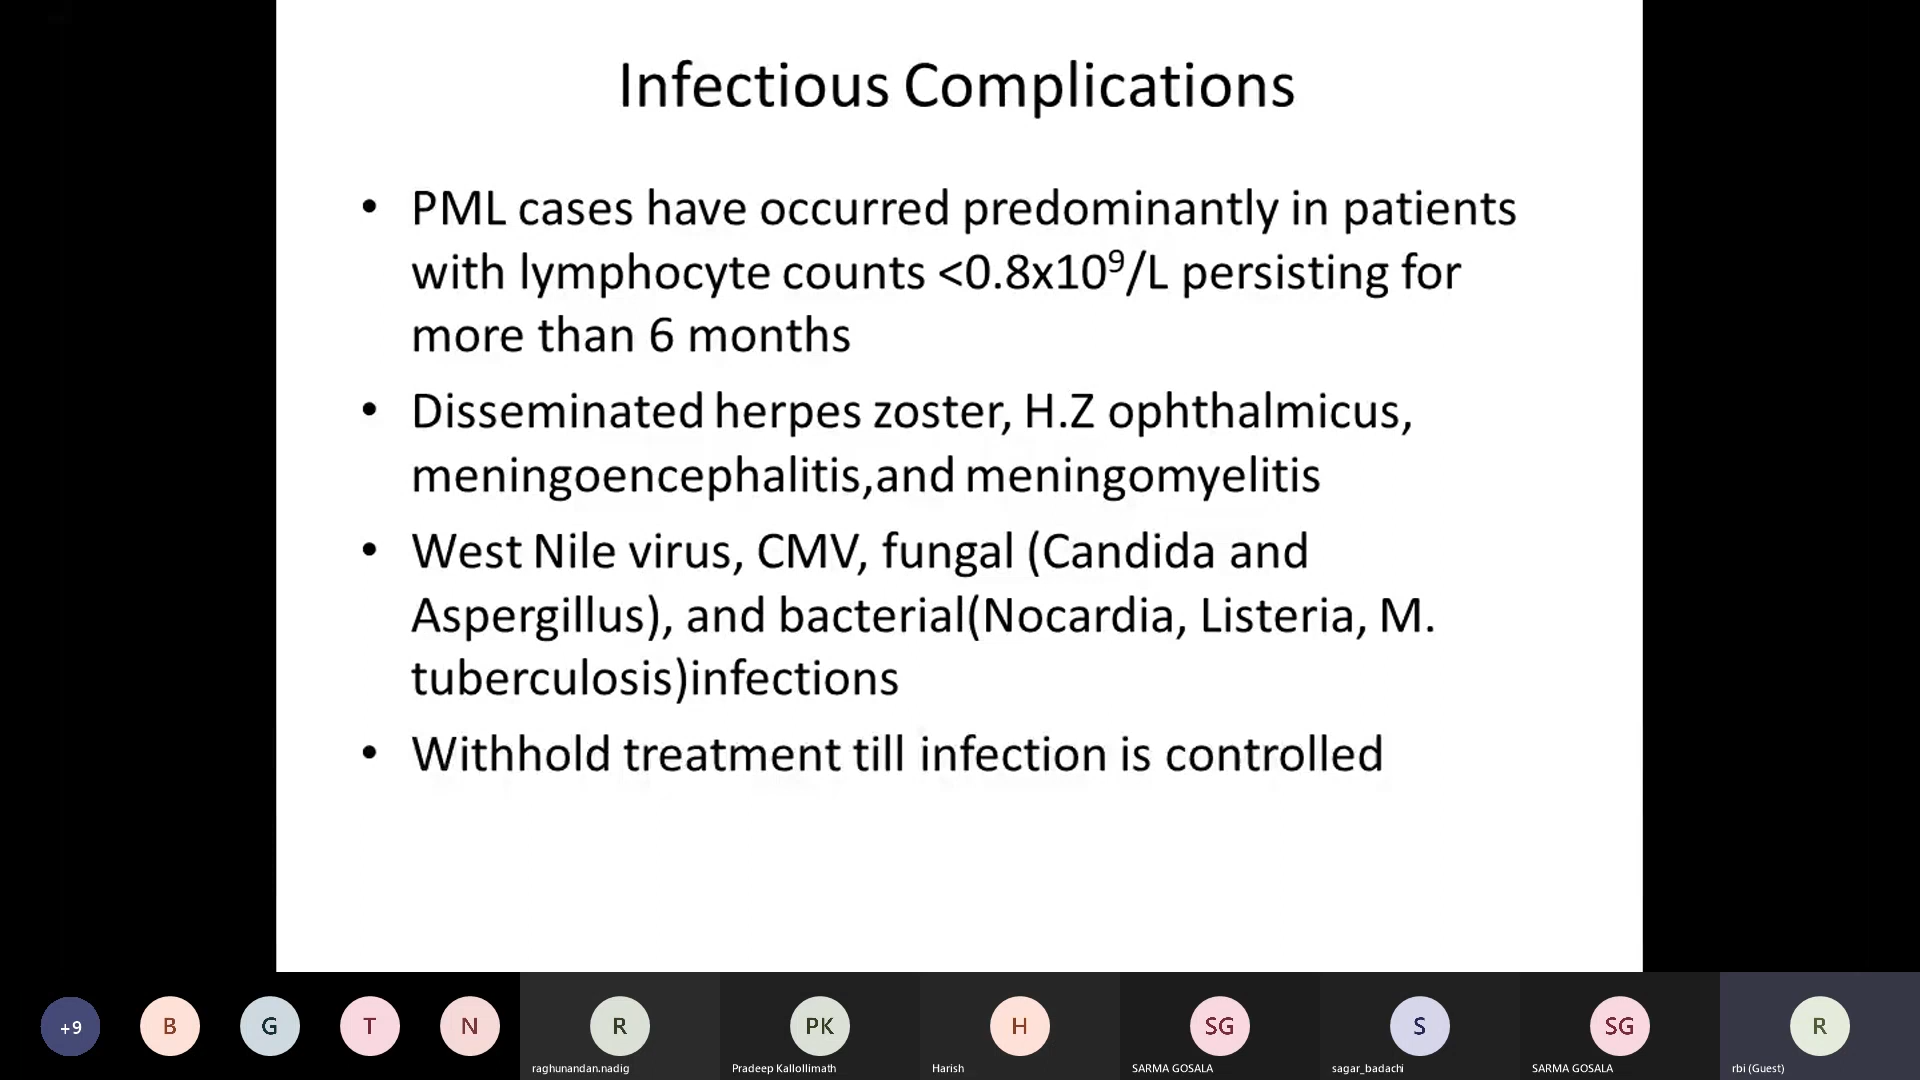 Infectious Complications
• PML cases have occurred predominantly in patients
with lymphocyte counts <0.8x10⁹/L persisting for
more than 6 months
• Disseminated herpes zoster, H.Z ophthalmicus,
meningoencephalitis,and meningomyelitis
• West Nile virus, CMV, fungal (Candida and
Aspergillus), and bacterial(Nocardia, Listeria, M.
tuberculosis)infections
• Withhold treatment till infection is controlled
+9 B G T N R PK H SG S SG R
raghunandan.nadig Pradeep Kallollimath Harish SARMA GOSALA sagar_badachi SARMA GOSALA rbi (Guest)